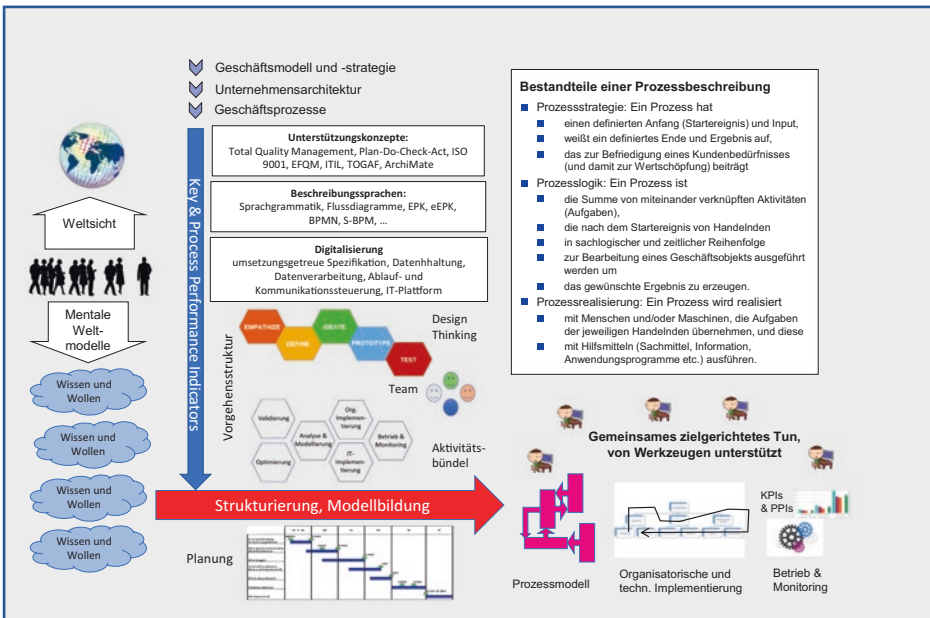 Geschäftsmodell und -strategie
Unternehmensarchitektur
Geschäftsprozesse
Weltsicht
Mentale
Welt-
modelle
Wissen und
Wollen
Wissen und
Wollen
Wissen und
Wollen
Wissen und
Wollen
Key & Process Performance Indicators
Unterstützungskonzepte:
Total Quality Management, Plan-Do-Check-Act, ISO
9001, EFQM, ITIL, TOGAF, ArchiMate
Beschreibungssprachen:
Sprachgrammatik, Flussdiagramme, EPK, eEPK,
BPMN, S-BPM, ...
Digitalisierung
umsetzungsgetreue Spezifikation, Datenhaltung,
Datenverarbeitung, Ablauf- und
Kommunikationssteuerung, IT-Plattform
Vorgehensstruktur
EMPATHIZE
DEFINE
IDEATE
PROTOTYPE
TEST
Design
Thinking
Team
Validierung
Optimierung
Analyse &
Modellierung
Org.
Implemen-
tierung
IT-
Implemen-
tierung
Betrieb &
Monitoring
Aktivitäts-
bündel
Strukturierung, Modellbildung
Planung
Bestandteile einer Prozessbeschreibung
Prozessstrategie: Ein Prozess hat
einen definierten Anfang (Startereignis) und Input,
weißt ein definiertes Ende und Ergebnis auf,
das zur Befriedigung eines Kundenbedürfnisses
(und damit zur Wertschöpfung) beiträgt
Prozesslogik: Ein Prozess ist
die Summe von miteinander verknüpften Aktivitäten
(Aufgaben),
die nach dem Startereignis von Handelnden
in sachlogischer und zeitlicher Reihenfolge
zur Bearbeitung eines Geschäftsobjekts ausgeführt
werden um
das gewünschte Ergebnis zu erzeugen.
Prozessrealisierung: Ein Prozess wird realisiert
mit Menschen und/oder Maschinen, die Aufgaben
der jeweiligen Handelnden übernehmen, und diese
mit Hilfsmitteln (Sachmittel, Information,
Anwendungsprogramme etc.) ausführen.
Gemeinsames zielgerichtetes Tun,
von Werkzeugen unterstützt
KPIs
& PPIs
Prozessmodell
Organisatorische und
techn. Implementierung
Betrieb &
Monitoring